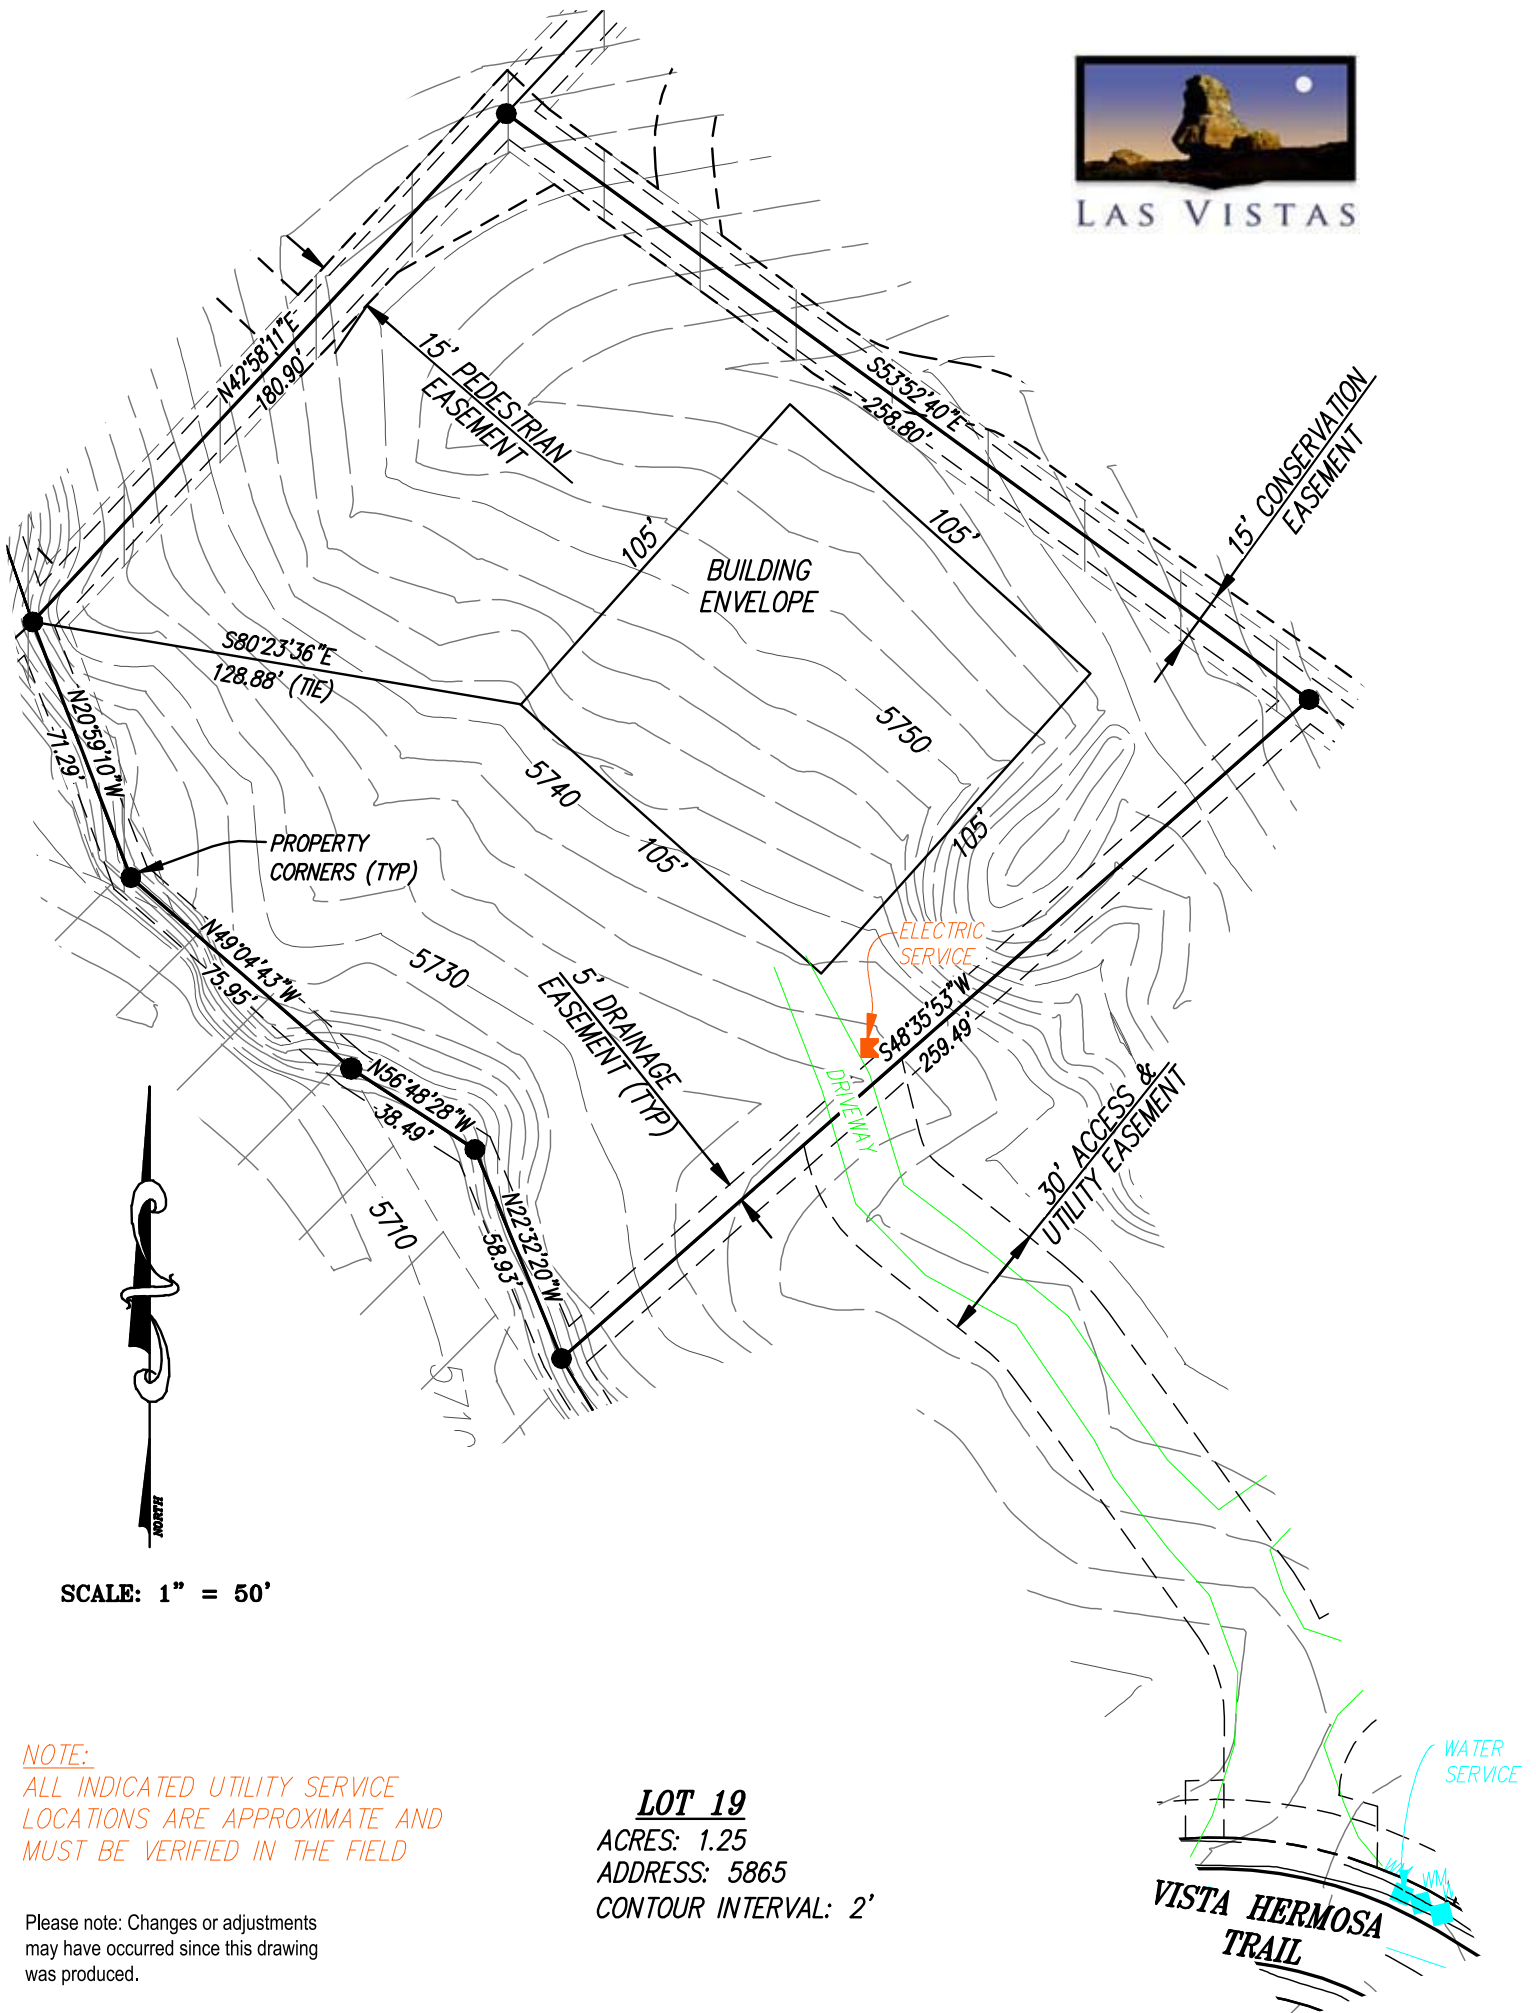 LAS VISTAS
N42°58'11"E
180.90'
15' PEDESTRIAN
EASEMENT
S53°52'40"E
258.80'
15' CONSERVATION
EASEMENT
105'
105'
BUILDING
ENVELOPE
S80°23'36"E
128.88' (TIE)
N20°59'10"W
71.29'
5750
5740
105'
105'
PROPERTY
CORNERS (TYP)
N49°04'43"W
75.95'
5730
5' DRAINAGE
EASEMENT (TYP)
ELECTRIC
SERVICE
S48°35'53"W
259.49'
DRIVEWAY
30' ACCESS &
UTILITY EASEMENT
N56°48'28"W
38.49'
N22°32'20"W
58.93'
5710
5710
NORTH
SCALE: 1" = 50'
NOTE:
ALL INDICATED UTILITY SERVICE
LOCATIONS ARE APPROXIMATE AND
MUST BE VERIFIED IN THE FIELD
Please note: Changes or adjustments
may have occurred since this drawing
was produced.
LOT 19
ACRES: 1.25
ADDRESS: 5865
CONTOUR INTERVAL: 2'
WATER
SERVICE
WM
WM
VISTA HERMOSA
TRAIL